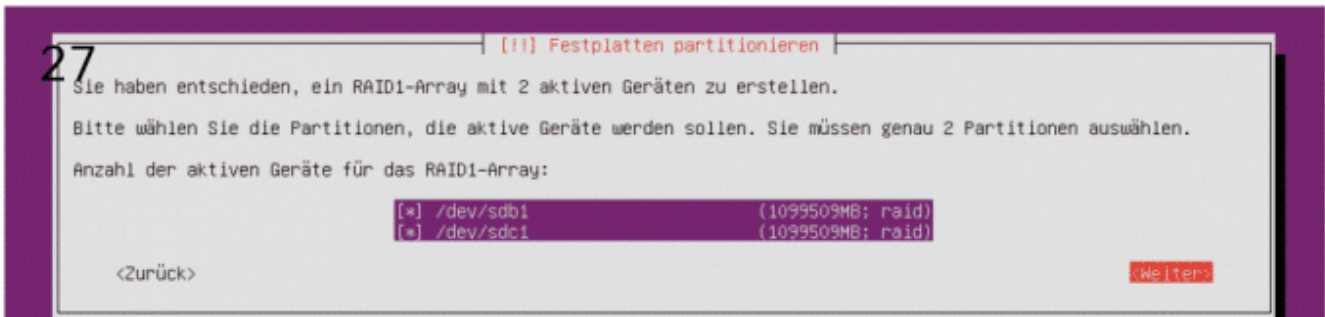 27
[!!] Festplatten partitionieren
Sie haben entschieden, ein RAID1-Array mit 2 aktiven Geräten zu erstellen.
Bitte wählen Sie die Partitionen, die aktive Geräte werden sollen. Sie müssen genau 2 Partitionen auswählen.
Anzahl der aktiven Geräte für das RAID1-Array:
[*] /dev/sdb1 (1099509MB; raid)
[*] /dev/sdc1 (1099509MB; raid)
<Zurück> <Weiter>